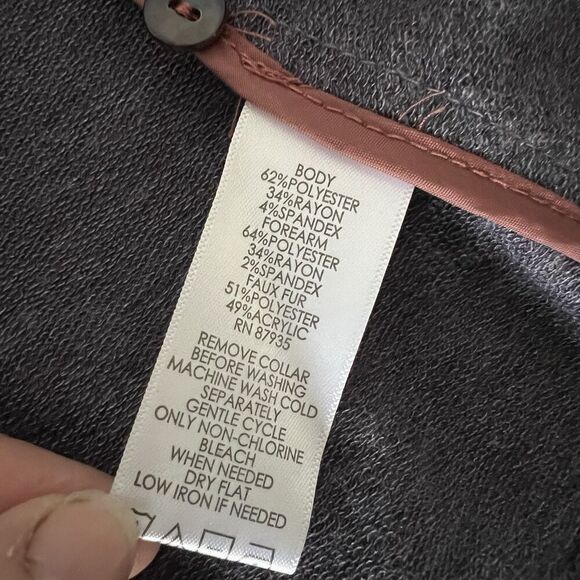 BODY
62%POLYESTER
34%RAYON
4%SPANDEX
FOREARM
64%POLYESTER
34%RAYON
2%SPANDEX
FAUX FUR
51%POLYESTER
49%ACRYLIC
RN 87935
REMOVE COLLAR
BEFORE WASHING
MACHINE WASH COLD
SEPARATELY
GENTLE CYCLE
ONLY NON-CHLORINE
BLEACH
WHEN NEEDED
DRY FLAT
LOW IRON IF NEEDED